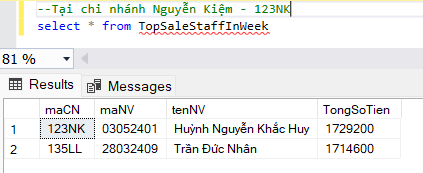 --Tại chi nhánh Nguyễn Kiệm - 123NK
select * from TopSaleStaffInWeek
81 %
Results Messages
maCN maNV tenNV TongSoTien
1 123NK 03052401 Huỳnh Nguyễn Khắc Huy 1729200
2 135LL 28032409 Trần Đức Nhân 1714600